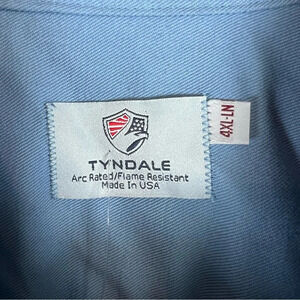 TYNDALE
Arc Rated/Flame Resistant
Made In USA
4XL-LN